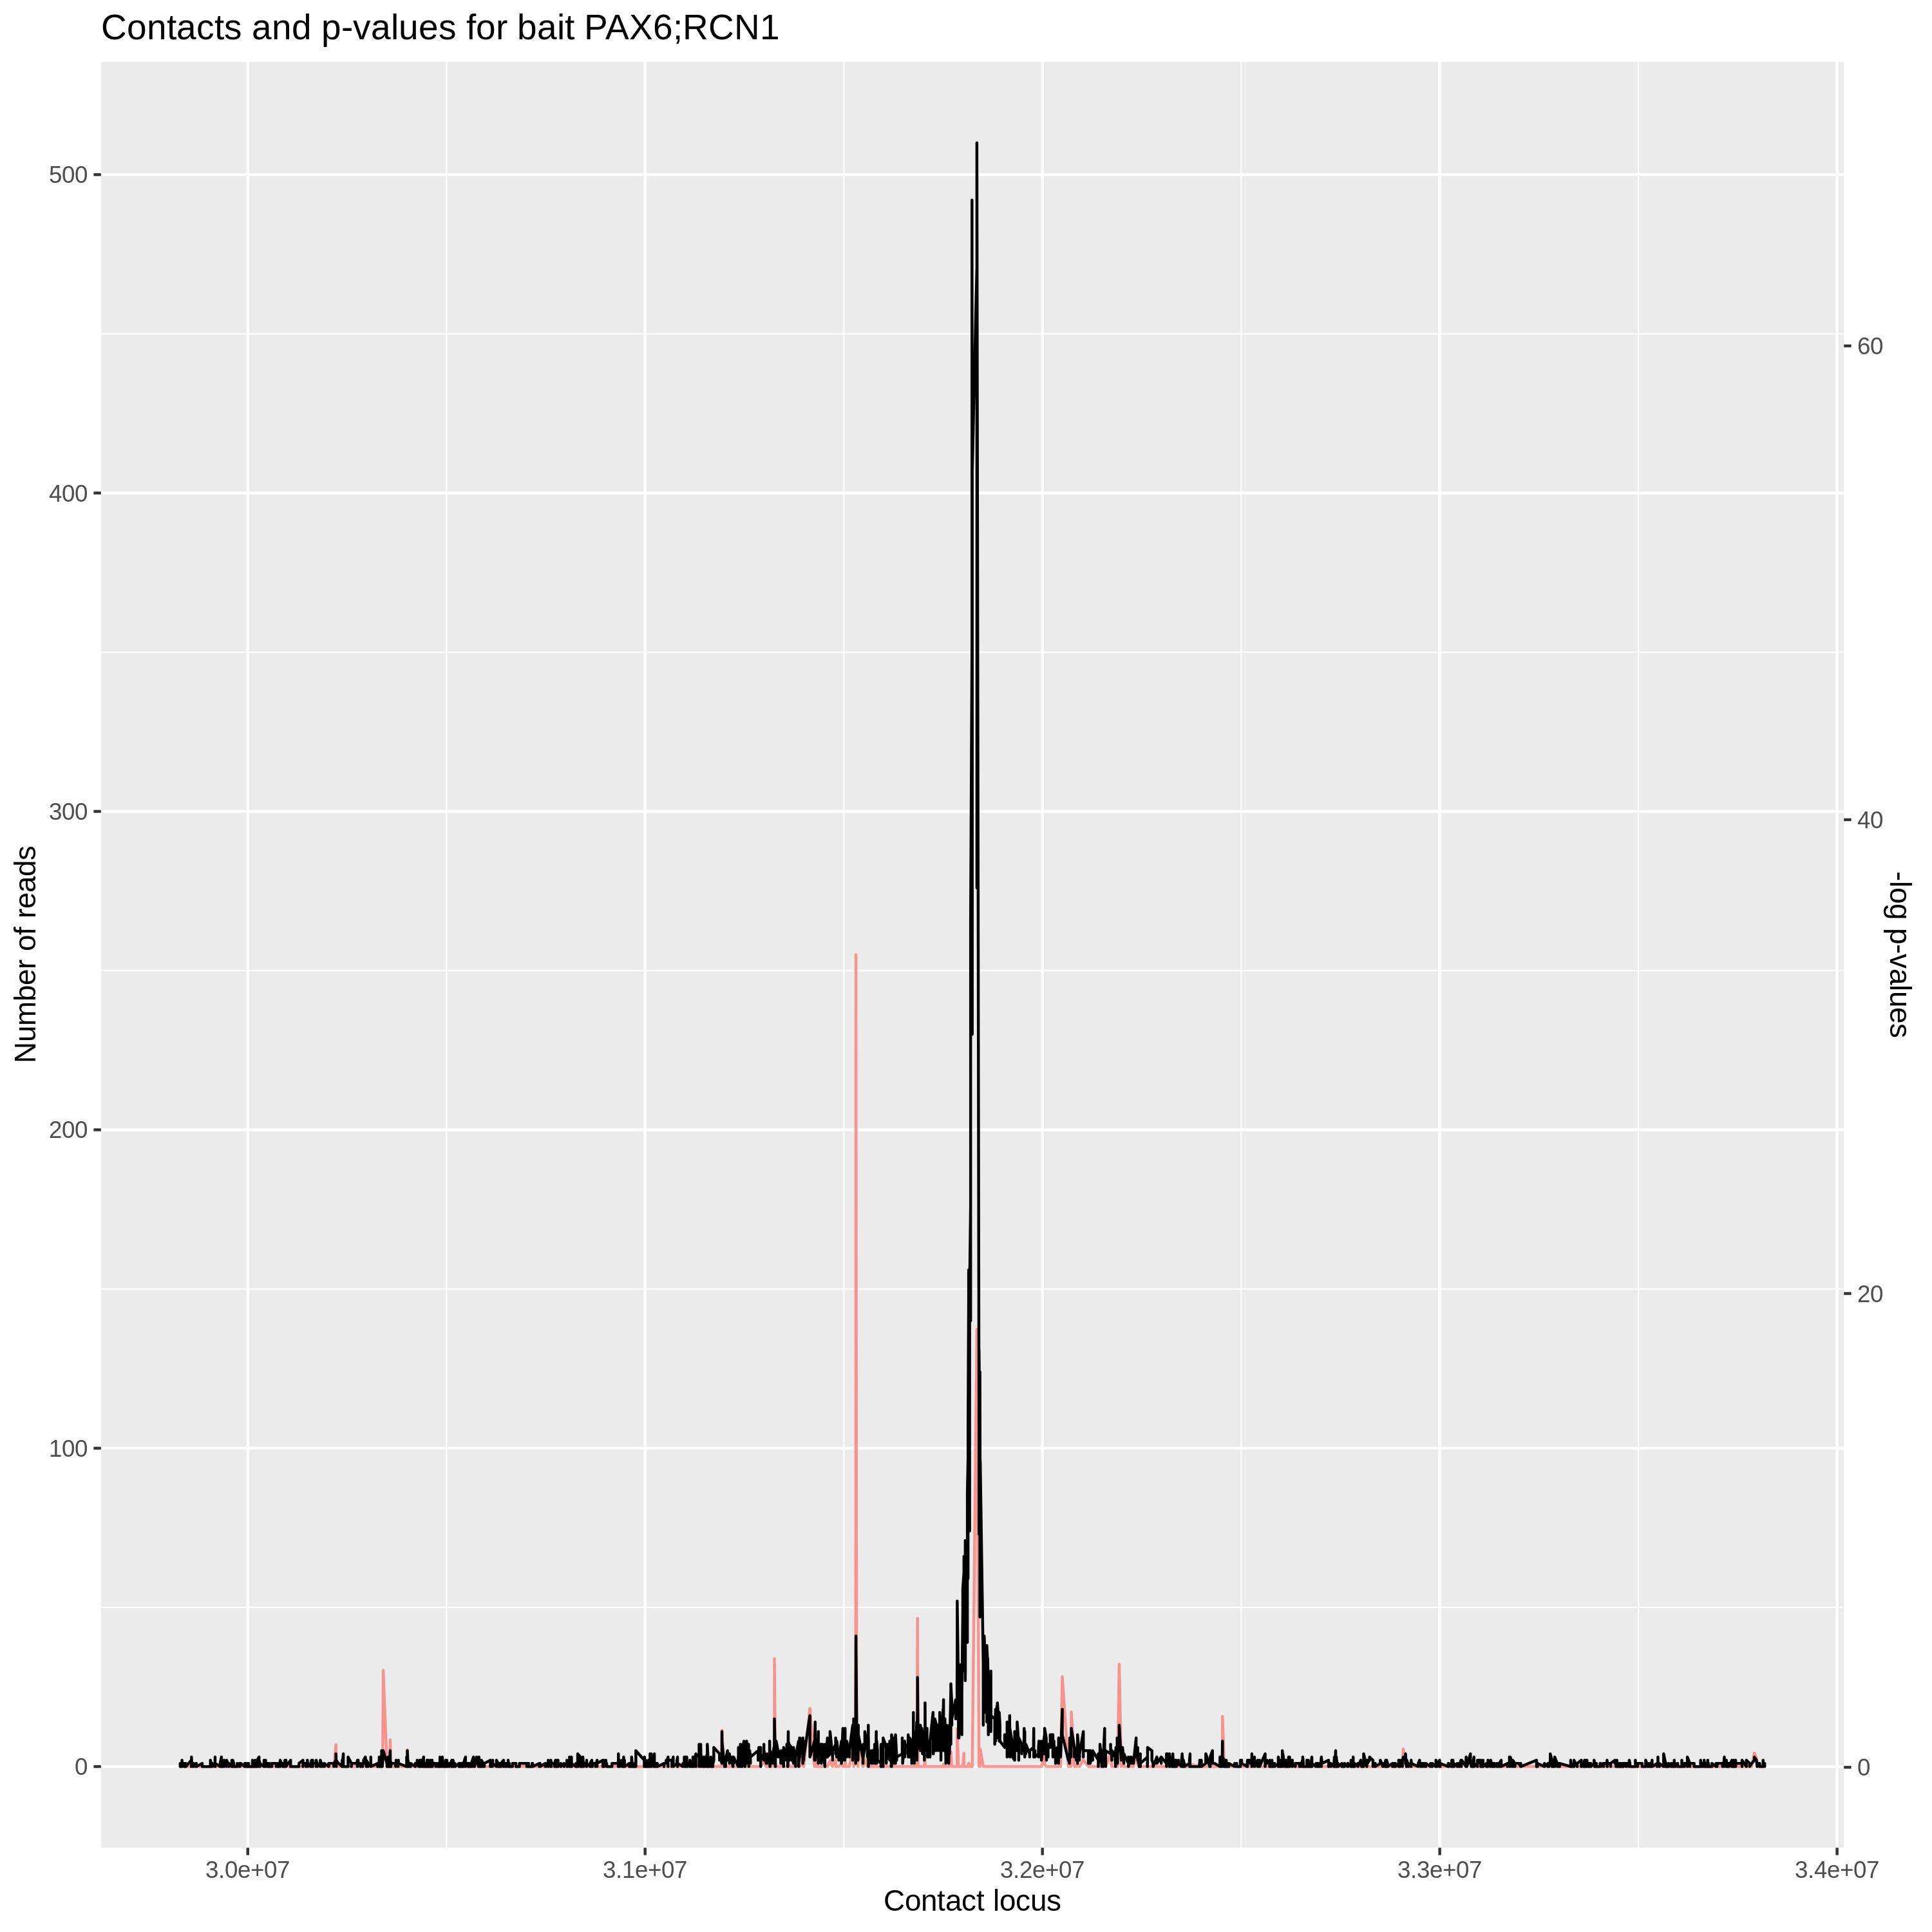 Contacts and p-values for bait PAX6;RCN1
500
400
300
200
100
0
Number of reads
60
40
20
0
-log p-values
3.0e+07
3.1e+07
3.2e+07
3.3e+07
3.4e+07
Contact locus